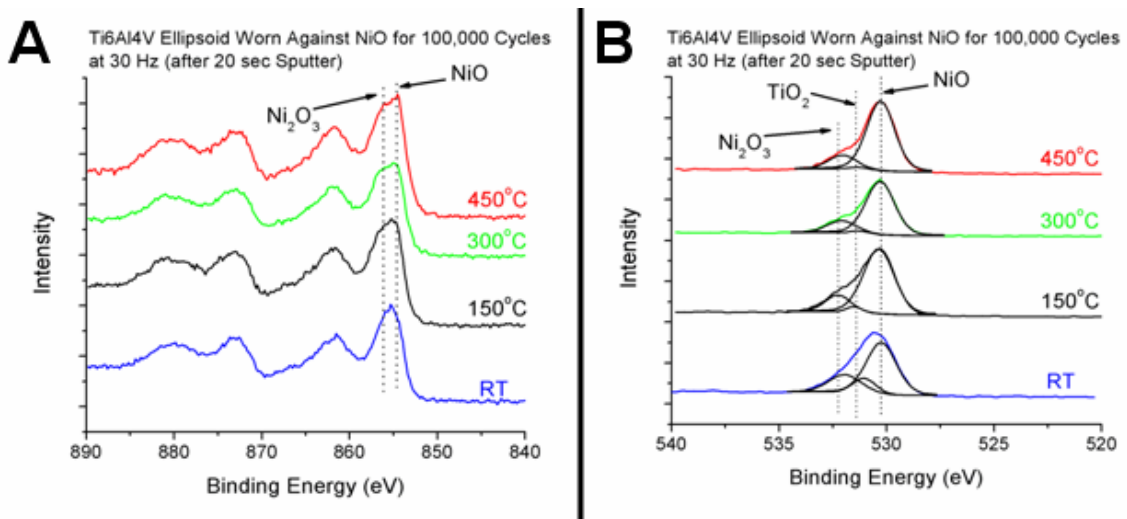 A
Ti6Al4V Ellipsoid Worn Against NiO for 100,000 Cycles
at 30 Hz (after 20 sec Sputter)
NiO
Ni₂O₃
450°C
300°C
150°C
RT
Intensity
890 880 870 860 850 840
Binding Energy (eV)
B
Ti6Al4V Ellipsoid Worn Against NiO for 100,000 Cycles
at 30 Hz (after 20 sec Sputter)
NiO
TiO₂
Ni₂O₃
450°C
300°C
150°C
RT
Intensity
540 535 530 525 520
Binding Energy (eV)